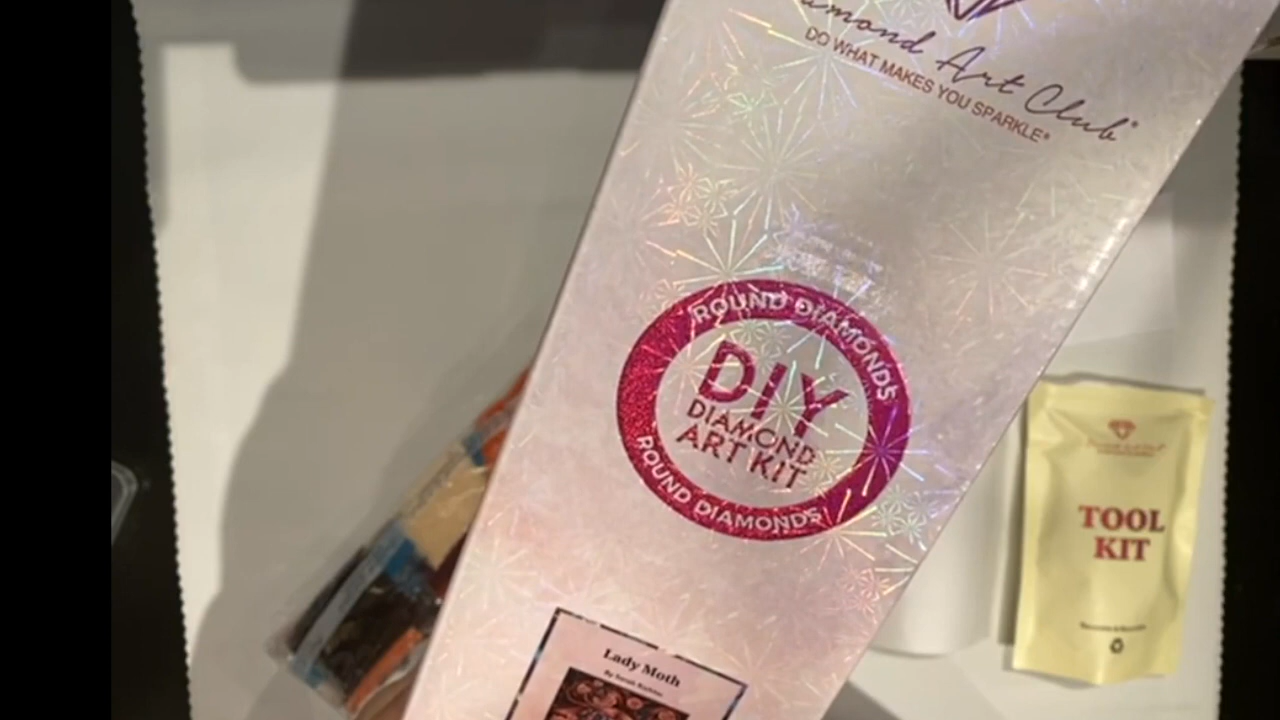 Diamond Art Club®
DO WHAT MAKES YOU SPARKLE®
ROUND DIAMONDS
DIY
DIAMOND
ART KIT
ROUND DIAMONDS
Lady Moth
TOOL
KIT